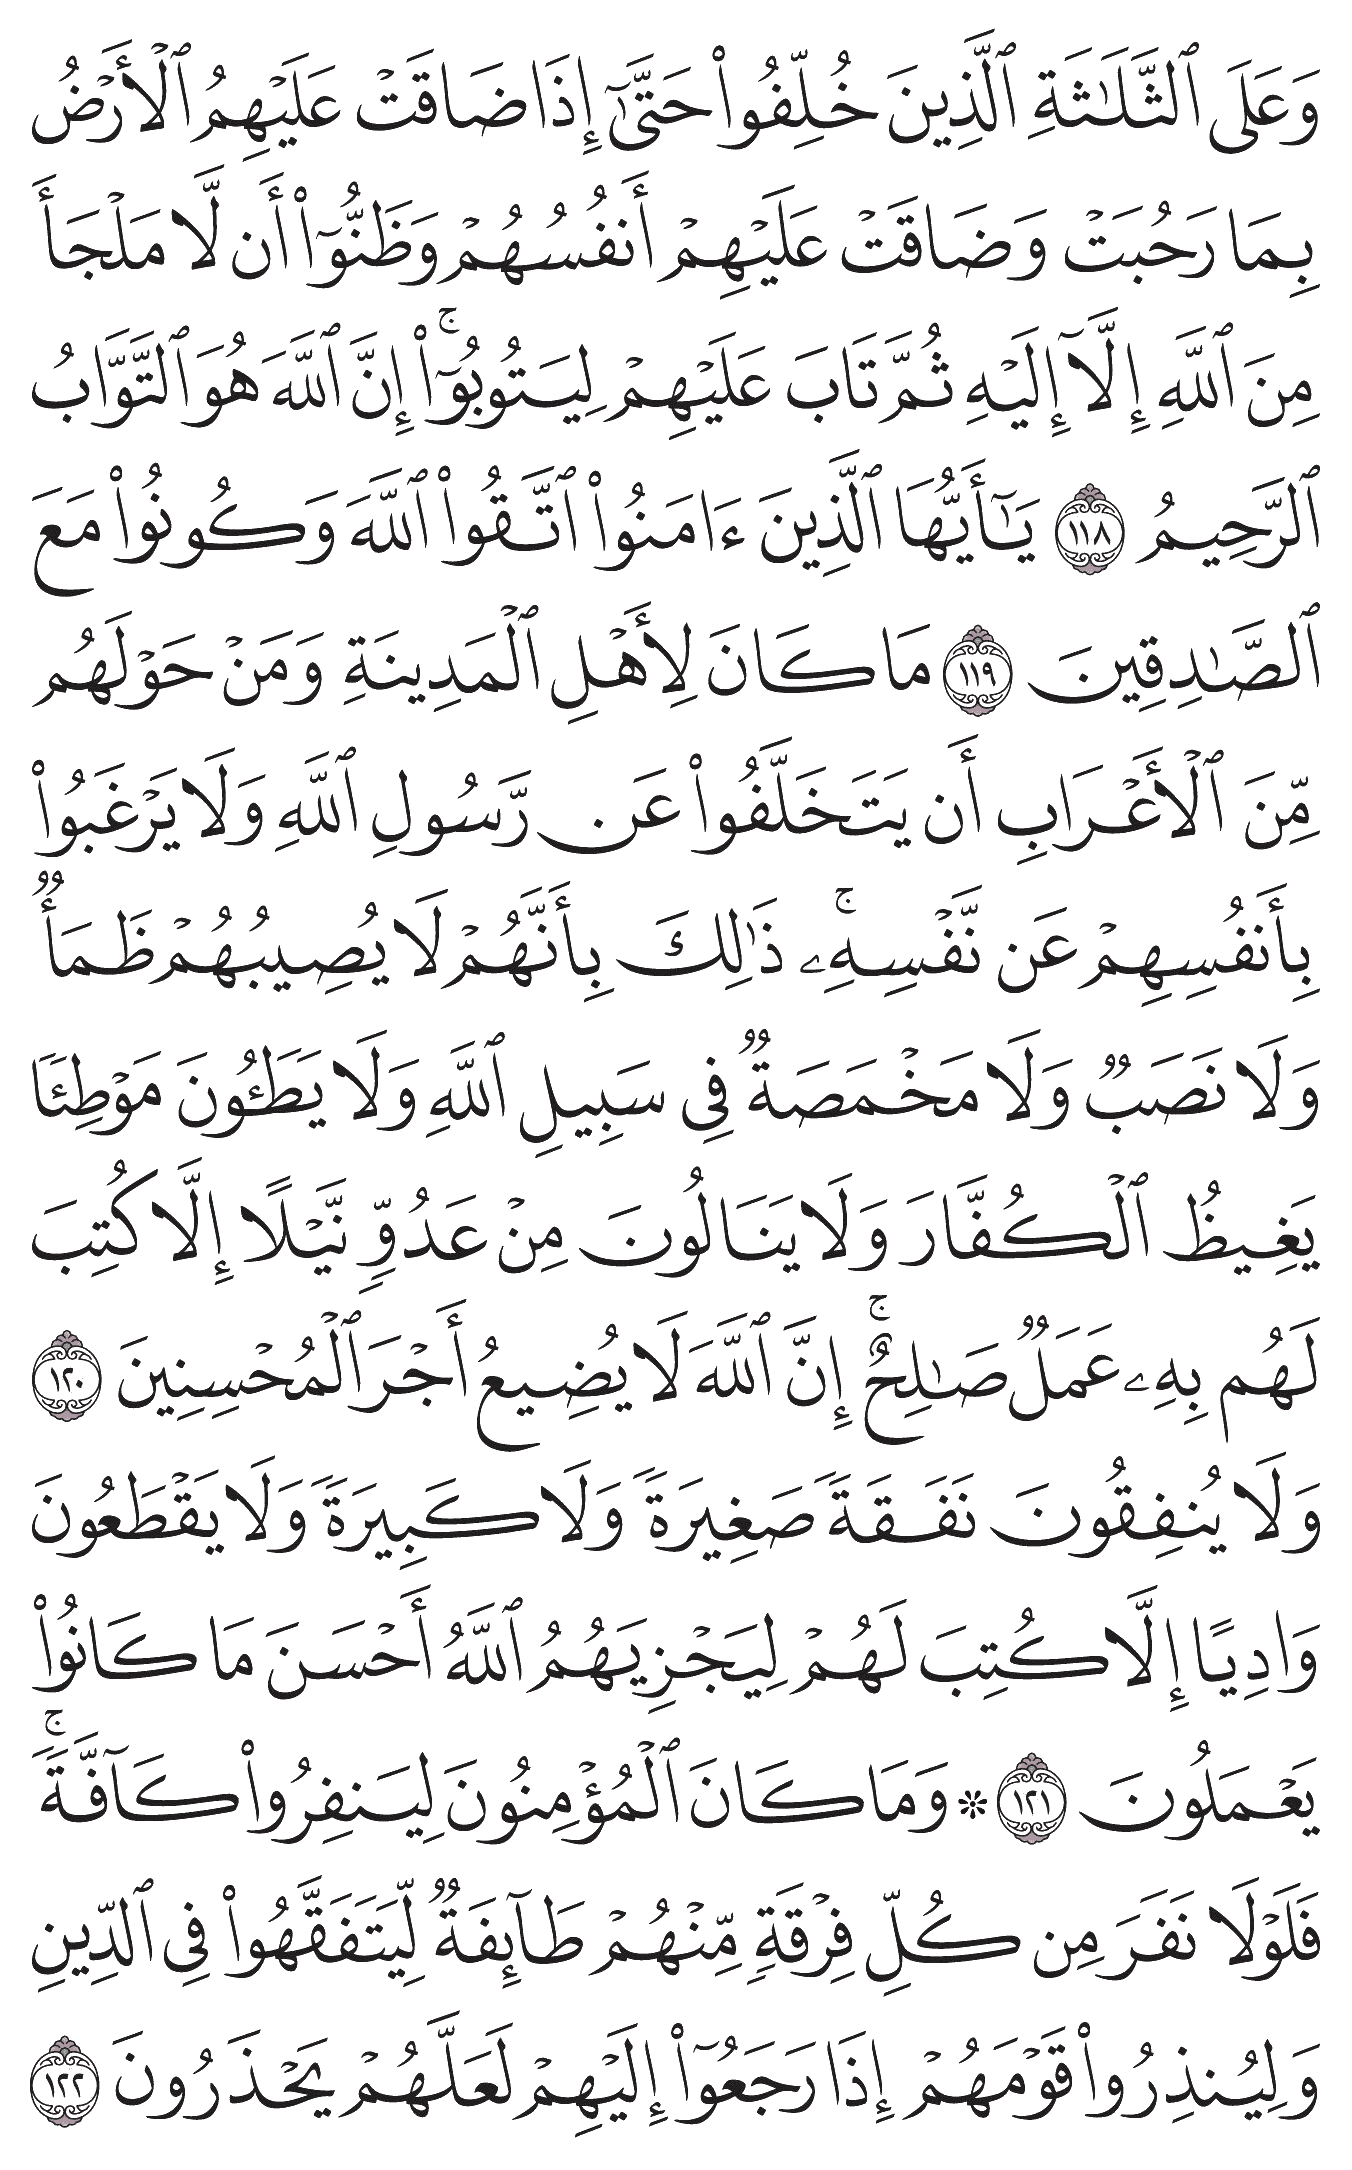 وَعَلَى ٱلثَّلَـٰثَةِ ٱلَّذِينَ خُلِّفُوا۟ حَتَّىٰٓ إِذَا ضَاقَتْ عَلَيْهِمُ ٱلْأَرْضُ
بِمَا رَحُبَتْ وَضَاقَتْ عَلَيْهِمْ أَنفُسُهُمْ وَظَنُّوٓا۟ أَن لَّا مَلْجَأَ
مِنَ ٱللَّهِ إِلَّآ إِلَيْهِ ثُمَّ تَابَ عَلَيْهِمْ لِيَتُوبُوٓا۟ ۚ إِنَّ ٱللَّهَ هُوَ ٱلتَّوَّابُ
ٱلرَّحِيمُ ١١٨ يَـٰٓأَيُّهَا ٱلَّذِينَ ءَامَنُوا۟ ٱتَّقُوا۟ ٱللَّهَ وَكُونُوا۟ مَعَ
ٱلصَّـٰدِقِينَ ١١٩ مَا كَانَ لِأَهْلِ ٱلْمَدِينَةِ وَمَنْ حَوْلَهُم
مِّنَ ٱلْأَعْرَابِ أَن يَتَخَلَّفُوا۟ عَن رَّسُولِ ٱللَّهِ وَلَا يَرْغَبُوا۟
بِأَنفُسِهِمْ عَن نَّفْسِهِۦ ۚ ذَٰلِكَ بِأَنَّهُمْ لَا يُصِيبُهُمْ ظَمَأٌ
وَلَا نَصَبٌ وَلَا مَخْمَصَةٌ فِى سَبِيلِ ٱللَّهِ وَلَا يَطَـُٔونَ مَوْطِئًا
يَغِيظُ ٱلْكُفَّارَ وَلَا يَنَالُونَ مِنْ عَدُوٍّ نَّيْلًا إِلَّا كُتِبَ
لَهُم بِهِۦ عَمَلٌ صَـٰلِحٌ ۚ إِنَّ ٱللَّهَ لَا يُضِيعُ أَجْرَ ٱلْمُحْسِنِينَ ١٢٠
وَلَا يُنفِقُونَ نَفَقَةً صَغِيرَةً وَلَا كَبِيرَةً وَلَا يَقْطَعُونَ
وَادِيًا إِلَّا كُتِبَ لَهُمْ لِيَجْزِيَهُمُ ٱللَّهُ أَحْسَنَ مَا كَانُوا۟
يَعْمَلُونَ ١٢١ ۞ وَمَا كَانَ ٱلْمُؤْمِنُونَ لِيَنفِرُوا۟ كَآفَّةً ۚ
فَلَوْلَا نَفَرَ مِن كُلِّ فِرْقَةٍ مِّنْهُمْ طَآئِفَةٌ لِّيَتَفَقَّهُوا۟ فِى ٱلدِّينِ
وَلِيُنذِرُوا۟ قَوْمَهُمْ إِذَا رَجَعُوٓا۟ إِلَيْهِمْ لَعَلَّهُمْ يَحْذَرُونَ ١٢٢